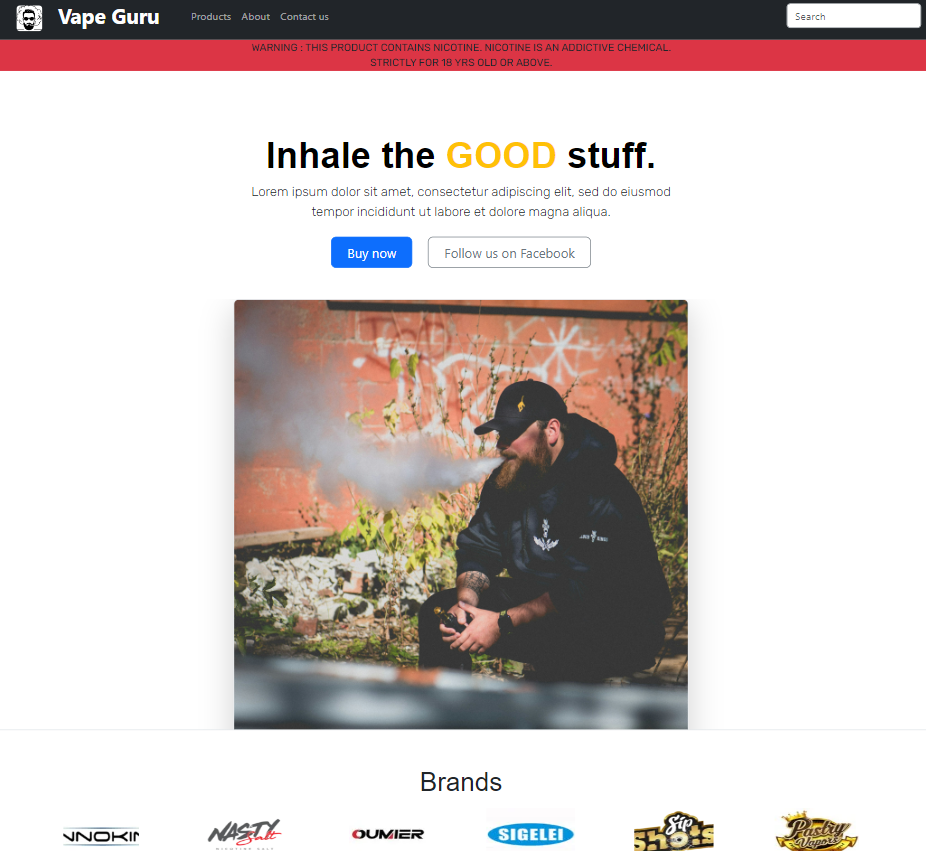 Vape Guru
Products About Contact us
Search
WARNING : THIS PRODUCT CONTAINS NICOTINE. NICOTINE IS AN ADDICTIVE CHEMICAL.
STRICTLY FOR 18 YRS OLD OR ABOVE.
Inhale the GOOD stuff.
Lorem ipsum dolor sit amet, consectetur adipiscing elit, sed do eiusmod
tempor incididunt ut labore et dolore magna aliqua.
Buy now
Follow us on Facebook
Brands
NNOKIN
NASTY
Salt
NICOTINE SALT
OUMIER
SIGELEI
Sip
Shots
Pastry
Vapors